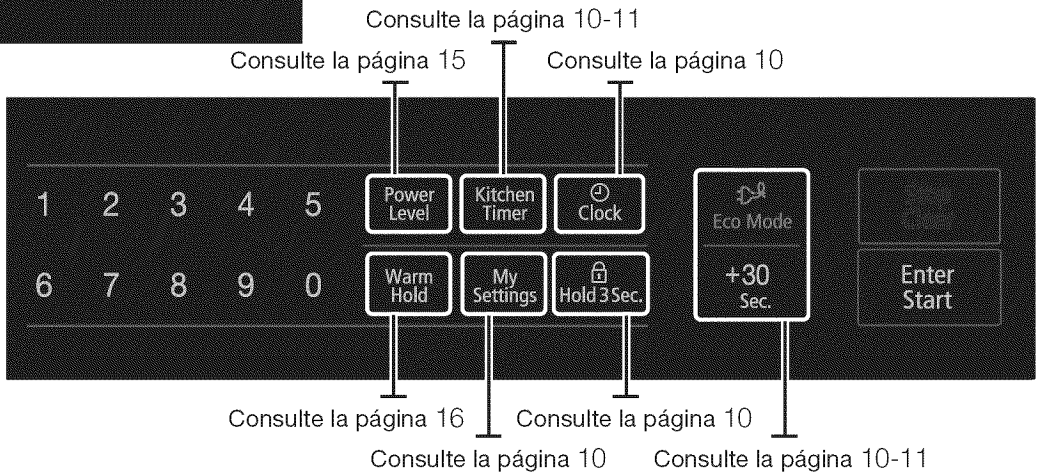 Consulte la página 10-11
Consulte la página 15
Consulte la página 10
1 2 3 4 5
Power
Level
Kitchen
Timer
Clock
Eco Mode
6 7 8 9 0
Warm
Hold
My
Settings
Hold 3 Sec.
+30
Sec.
Enter
Start
Consulte la página 16
Consulte la página 10
Consulte la página 10
Consulte la página 10-11